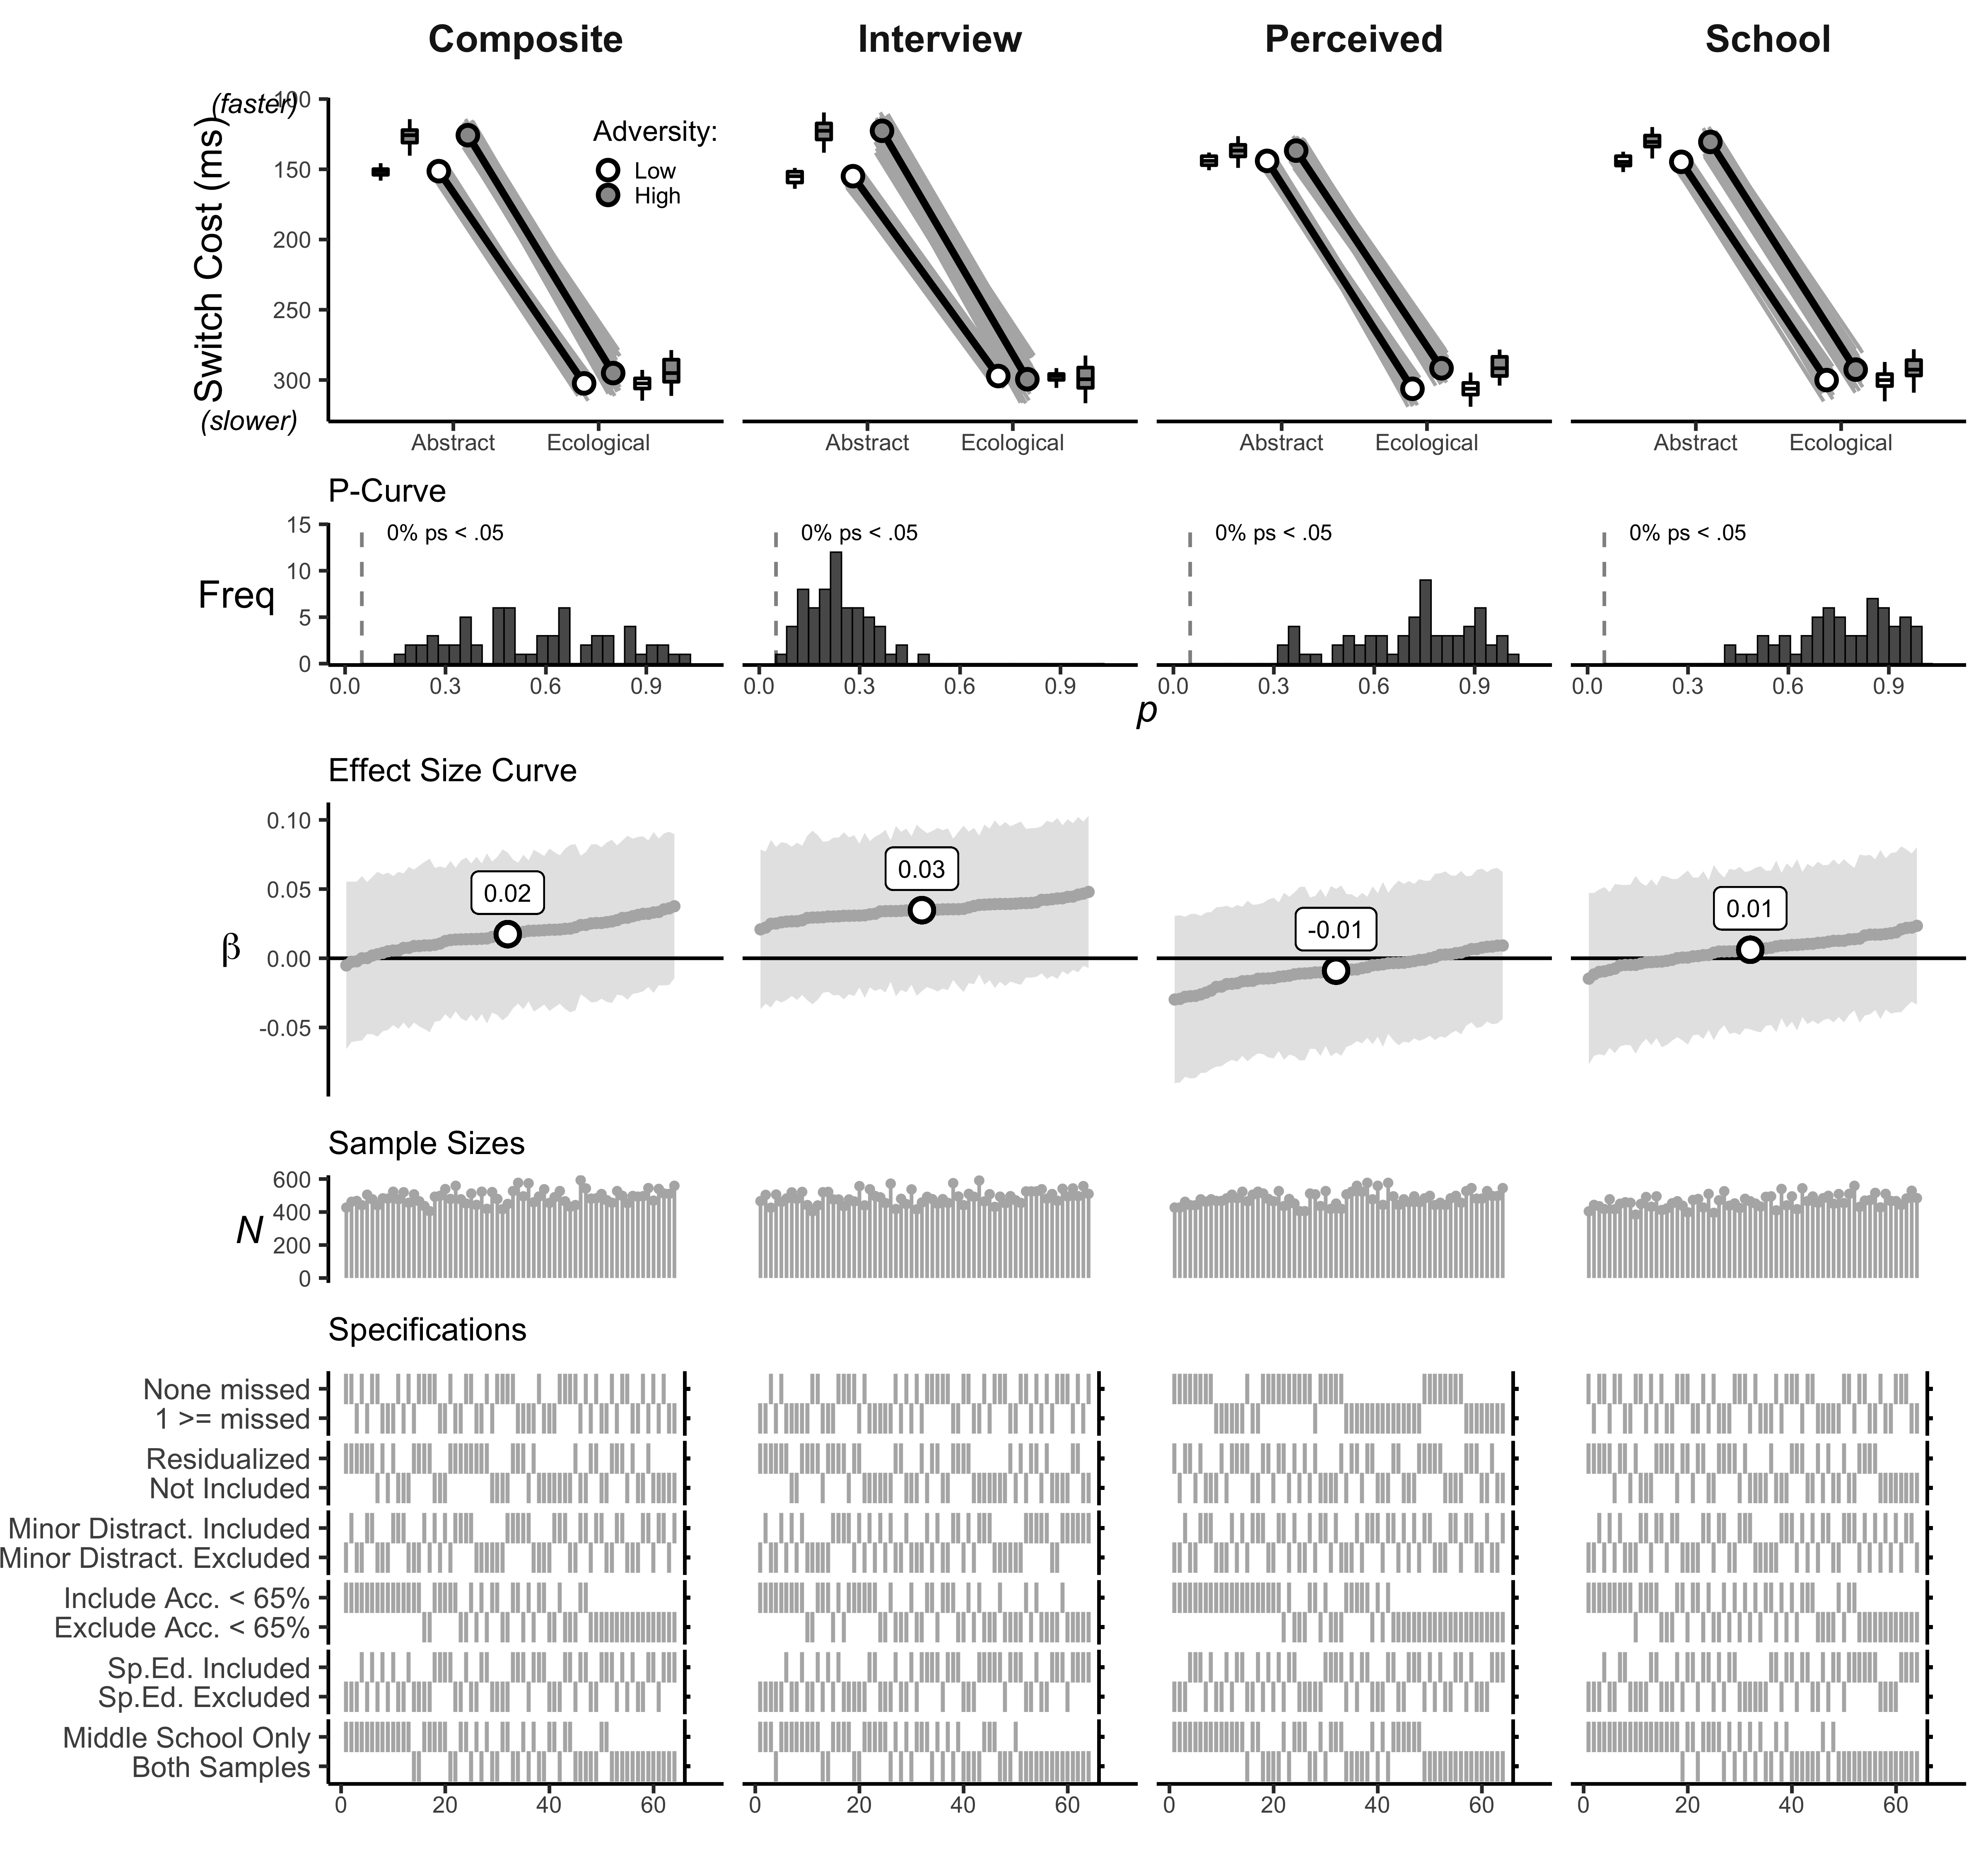 Composite Interview Perceived School
(faster)
100
150
200
250
300
Switch Cost (ms)
(slower)
Adversity:
Low
High
Abstract Ecological Abstract Ecological Abstract Ecological Abstract Ecological
P-Curve
Freq
15
10
5
0
0% ps < .05 0% ps < .05 0% ps < .05 0% ps < .05
0.0 0.3 0.6 0.9 0.0 0.3 0.6 0.9 0.0 0.3 0.6 0.9 0.0 0.3 0.6 0.9
p
Effect Size Curve
β
0.10
0.05
0.00
-0.05
0.02 0.03 -0.01 0.01
Sample Sizes
N
600
400
200
0
Specifications
None missed
1 >= missed
Residualized
Not Included
Minor Distract. Included
Minor Distract. Excluded
Include Acc. < 65%
Exclude Acc. < 65%
Sp.Ed. Included
Sp.Ed. Excluded
Middle School Only
Both Samples
0 20 40 60 0 20 40 60 0 20 40 60 0 20 40 60